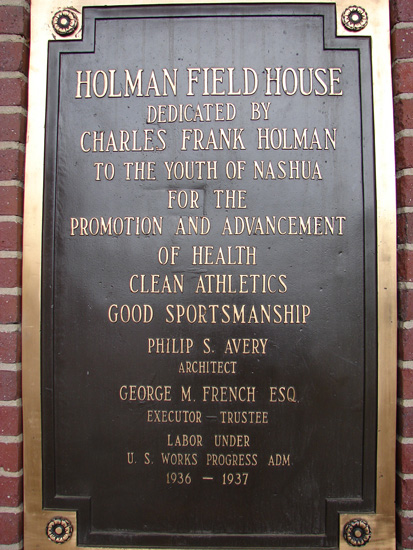 HOLMAN FIELD HOUSE
DEDICATED BY
CHARLES FRANK HOLMAN
TO THE YOUTH OF NASHUA
FOR THE
PROMOTION AND ADVANCEMENT
OF HEALTH
CLEAN ATHLETICS
GOOD SPORTSMANSHIP
PHILIP S. AVERY
ARCHITECT
GEORGE M. FRENCH ESQ.
EXECUTOR — TRUSTEE
LABOR UNDER
U. S. WORKS PROGRESS ADM.
1936 — 1937